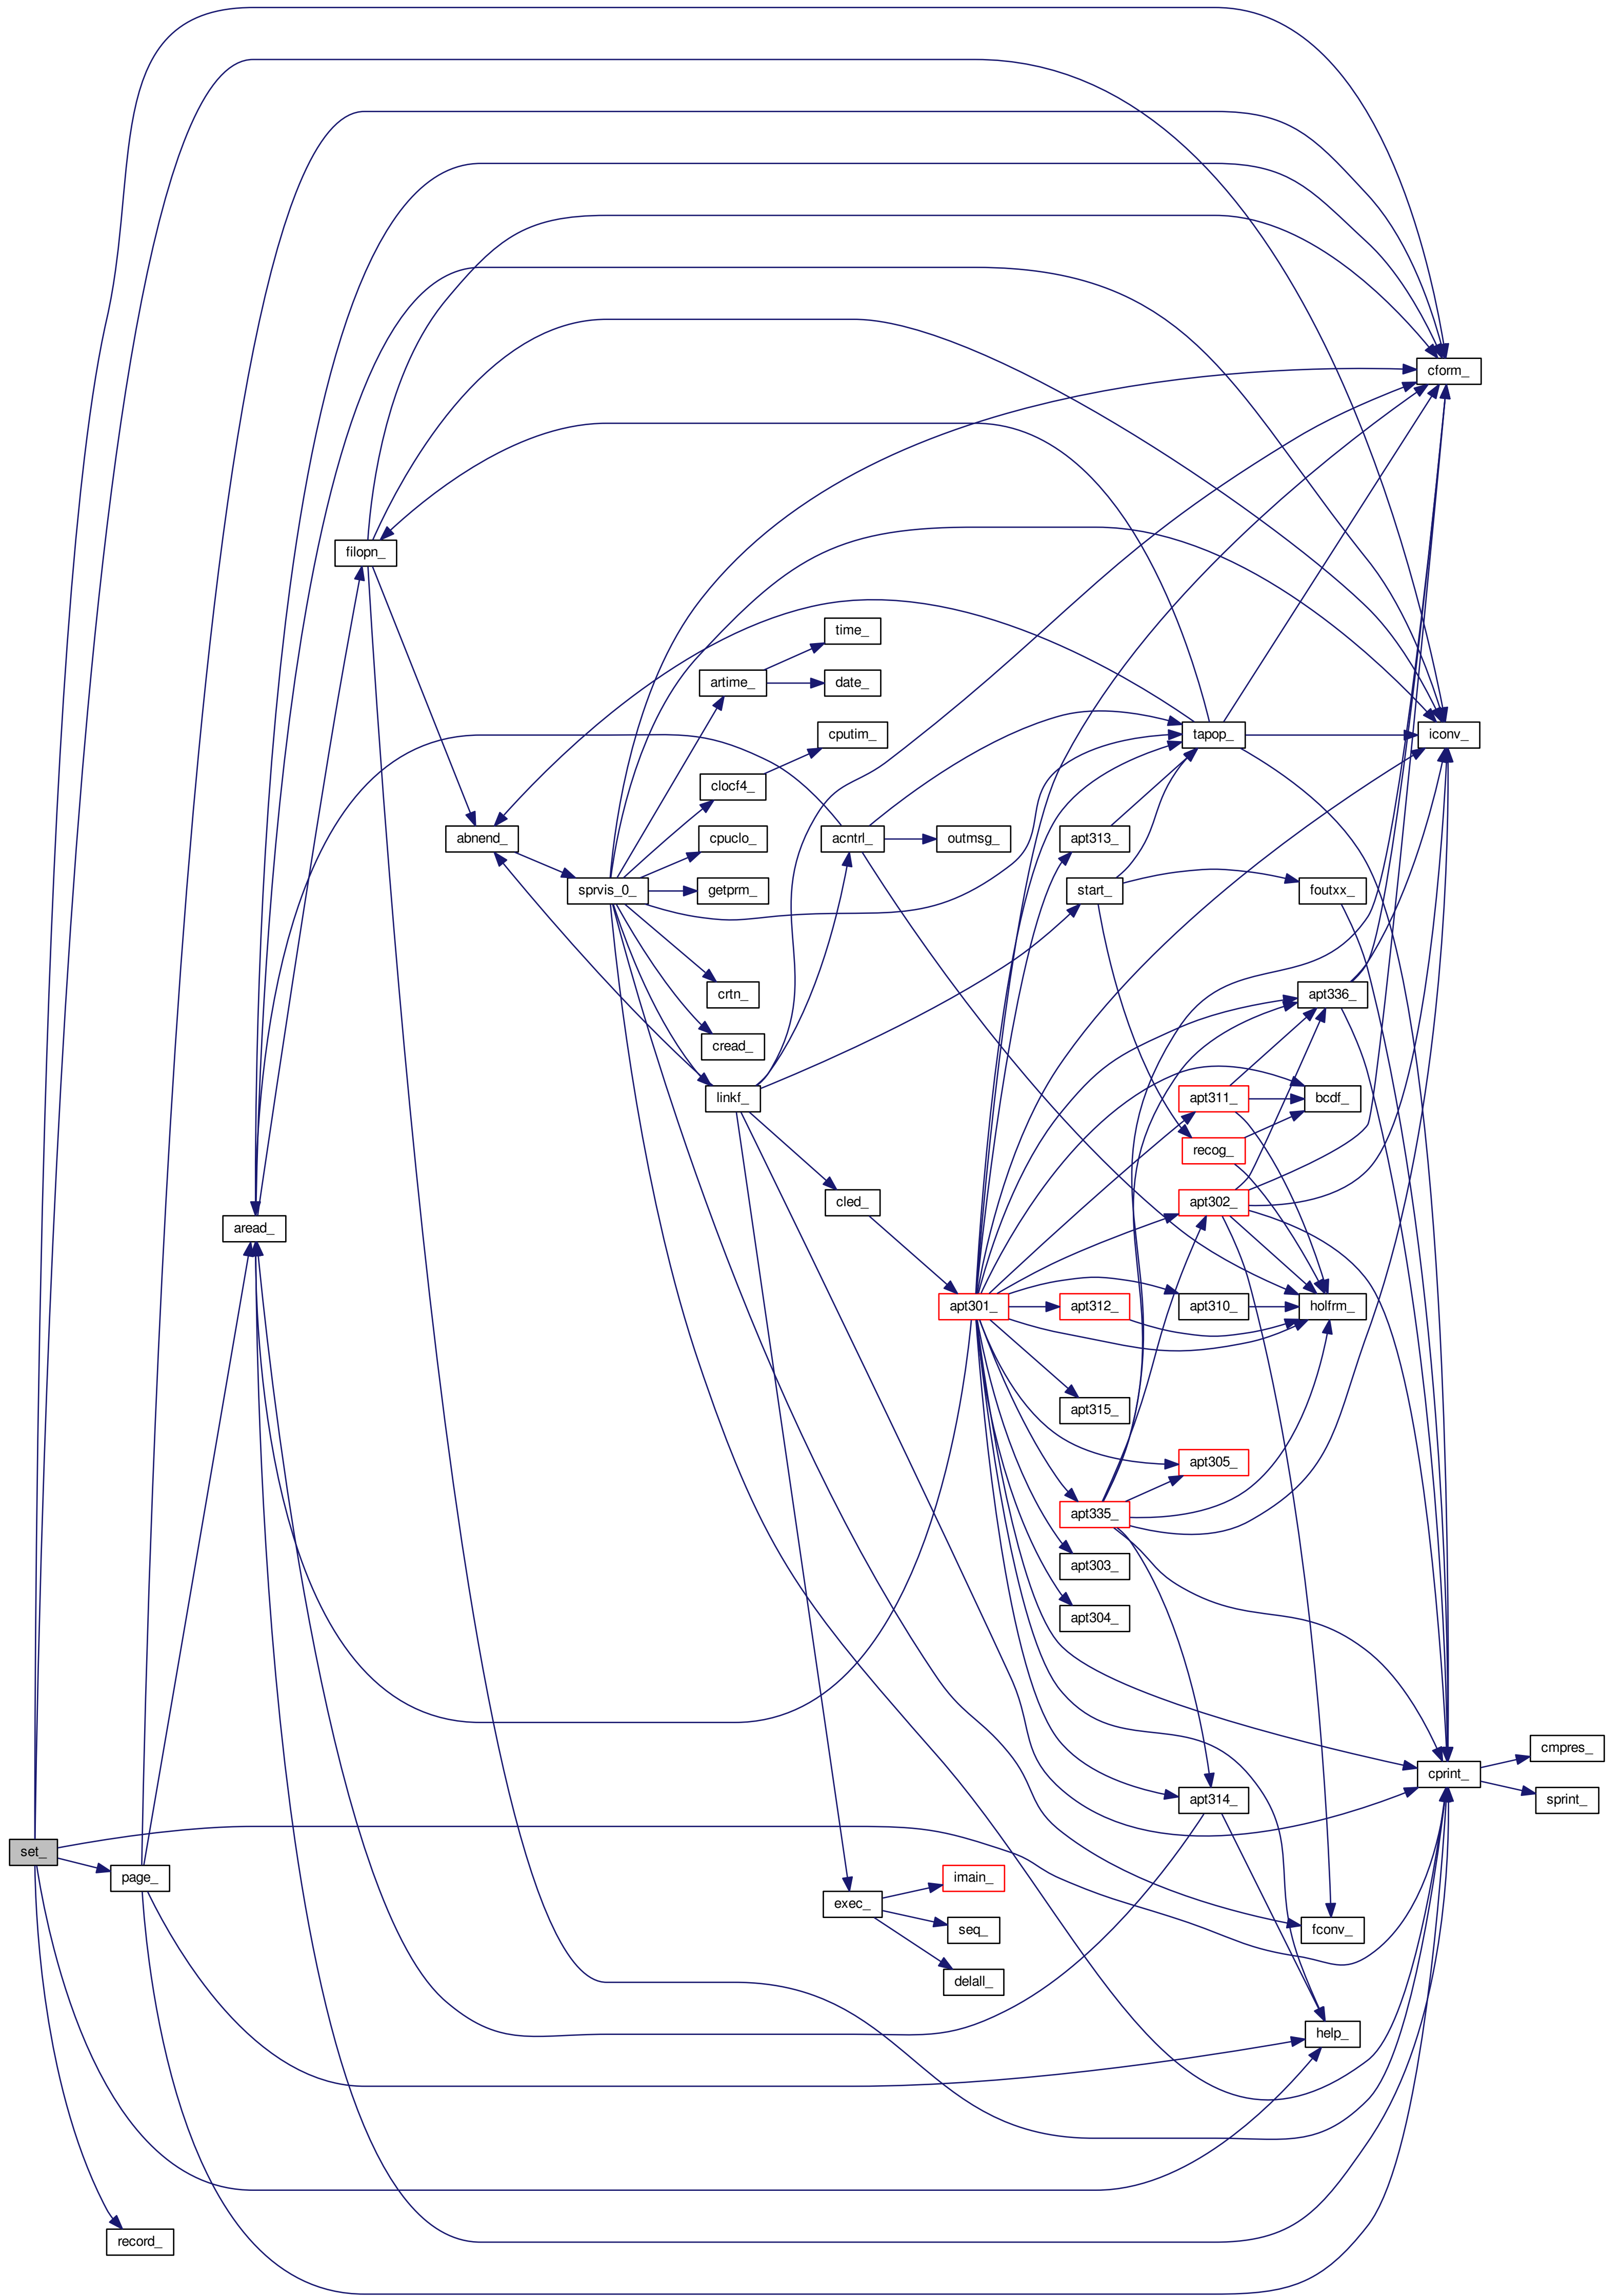 cform_
filopn_
time_
artime_
date_
cputim_
tapop_
iconv_
clocf4_
abnend_
cpuclo_
acntrl_
outmsg_
apt313_
sprvis_0_
getprm_
start_
foutxx_
crtn_
apt336_
cread_
linkf_
apt311_
bcdf_
recog_
cled_
apt302_
aread_
apt301_
apt312_
apt310_
holfrm_
apt315_
apt305_
apt335_
apt303_
apt304_
cmpres_
cprint_
apt314_
sprint_
set_
page_
imain_
exec_
seq_
fconv_
delall_
help_
record_